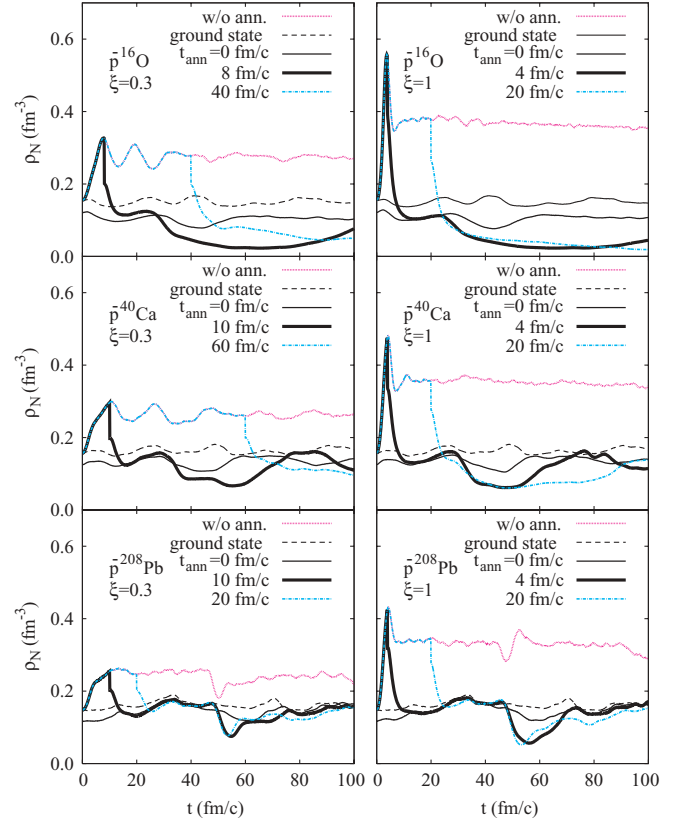 0.6
0.4
0.2
0.0
ρ_N (fm⁻³)
p̄-¹⁶O
ξ=0.3
w/o ann.
ground state
t_ann=0 fm/c
8 fm/c
40 fm/c
p̄-¹⁶O
ξ=1
w/o ann.
ground state
t_ann=0 fm/c
4 fm/c
20 fm/c
0.6
0.4
0.2
0.0
ρ_N (fm⁻³)
p̄-⁴⁰Ca
ξ=0.3
w/o ann.
ground state
t_ann=0 fm/c
10 fm/c
60 fm/c
p̄-⁴⁰Ca
ξ=1
w/o ann.
ground state
t_ann=0 fm/c
4 fm/c
20 fm/c
0.6
0.4
0.2
0.0
ρ_N (fm⁻³)
p̄-²⁰⁸Pb
ξ=0.3
w/o ann.
ground state
t_ann=0 fm/c
10 fm/c
20 fm/c
p̄-²⁰⁸Pb
ξ=1
w/o ann.
ground state
t_ann=0 fm/c
4 fm/c
20 fm/c
0 20 40 60 80 100
0 20 40 60 80 100
t (fm/c)
t (fm/c)